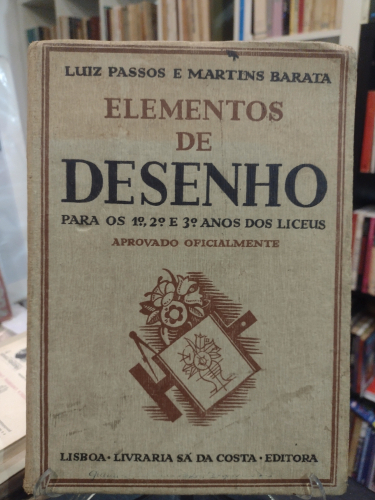 LUIZ PASSOS E MARTINS BARATA
ELEMENTOS
DE
DESENHO
PARA OS 1º, 2º E 3º ANOS DOS LICEUS
APROVADO OFICIALMENTE
LISBOA · LIVRARIA SÁ DA COSTA · EDITORA